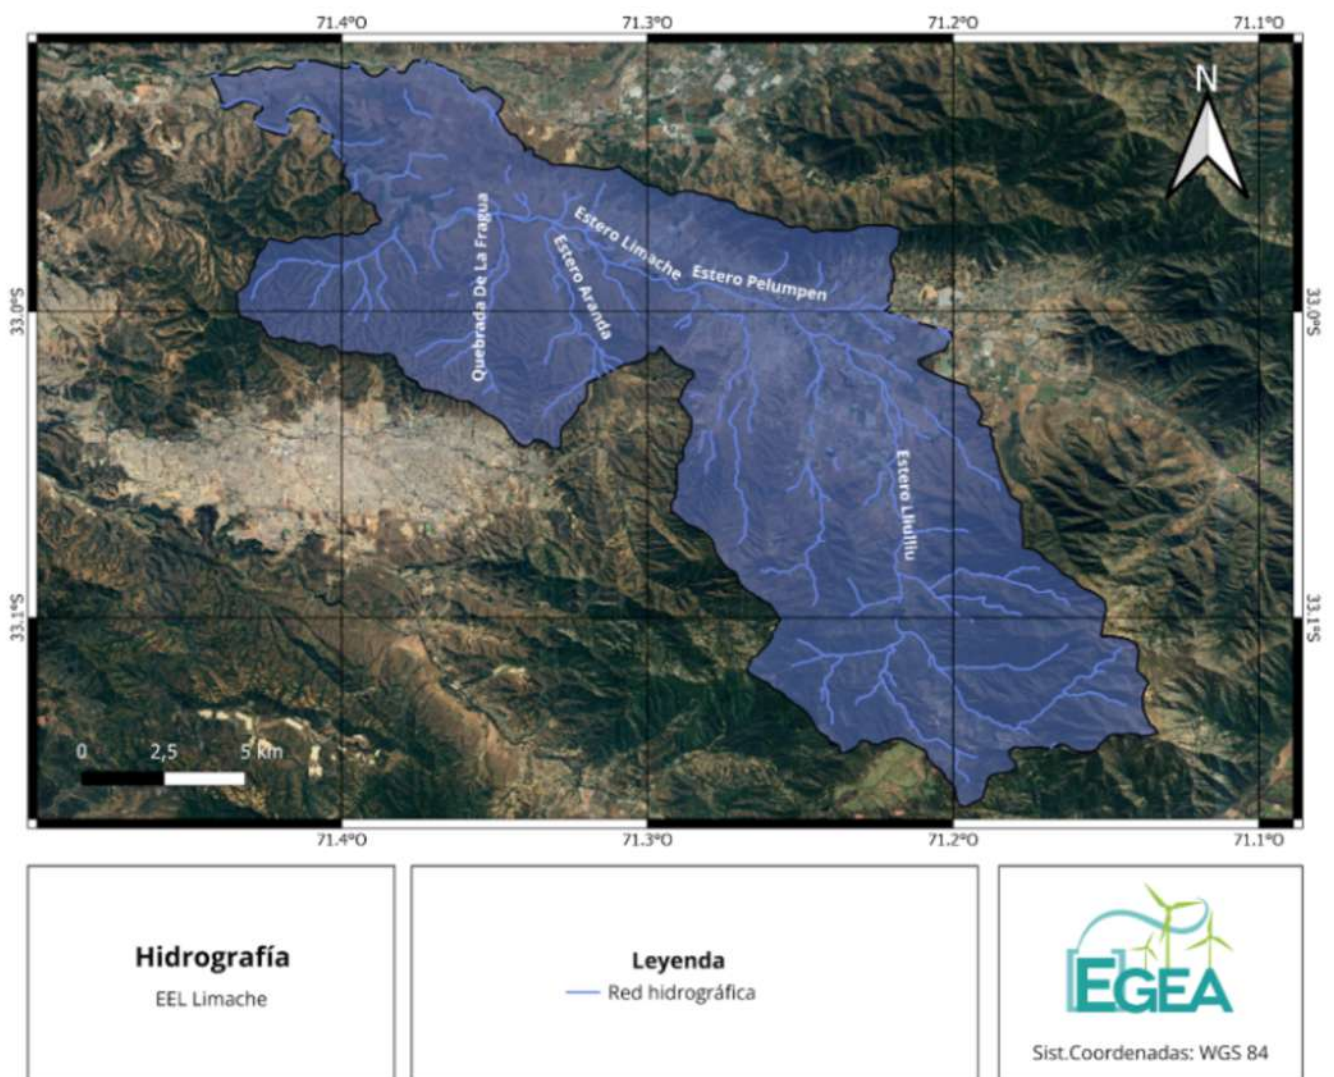 71.4°O 71.3°O 71.2°O 71.1°O
N
Quebrada De La Fragua
Estero Limache
Estero Aranda
Estero Pelumpen
33.0°S 33.0°S
Estero Lliulliu
33.1°S 33.1°S
0 2,5 5 km
71.4°O 71.3°O 71.2°O 71.1°O
Hidrografía
EEL Limache
Leyenda
Red hidrográfica
EGEA
Sist.Coordenadas: WGS 84